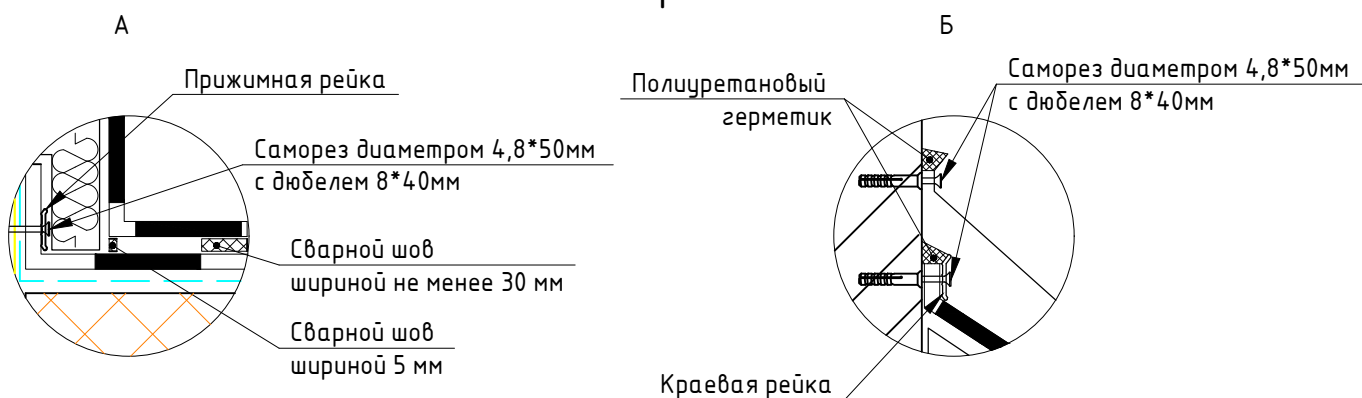 А
Прижимная рейка
Саморез диаметром 4,8*50мм
с дюбелем 8*40мм
Сварной шов
шириной не менее 30 мм
Сварной шов
шириной 5 мм
Б
Полиуретановый
герметик
Саморез диаметром 4,8*50мм
с дюбелем 8*40мм
Краевая рейка